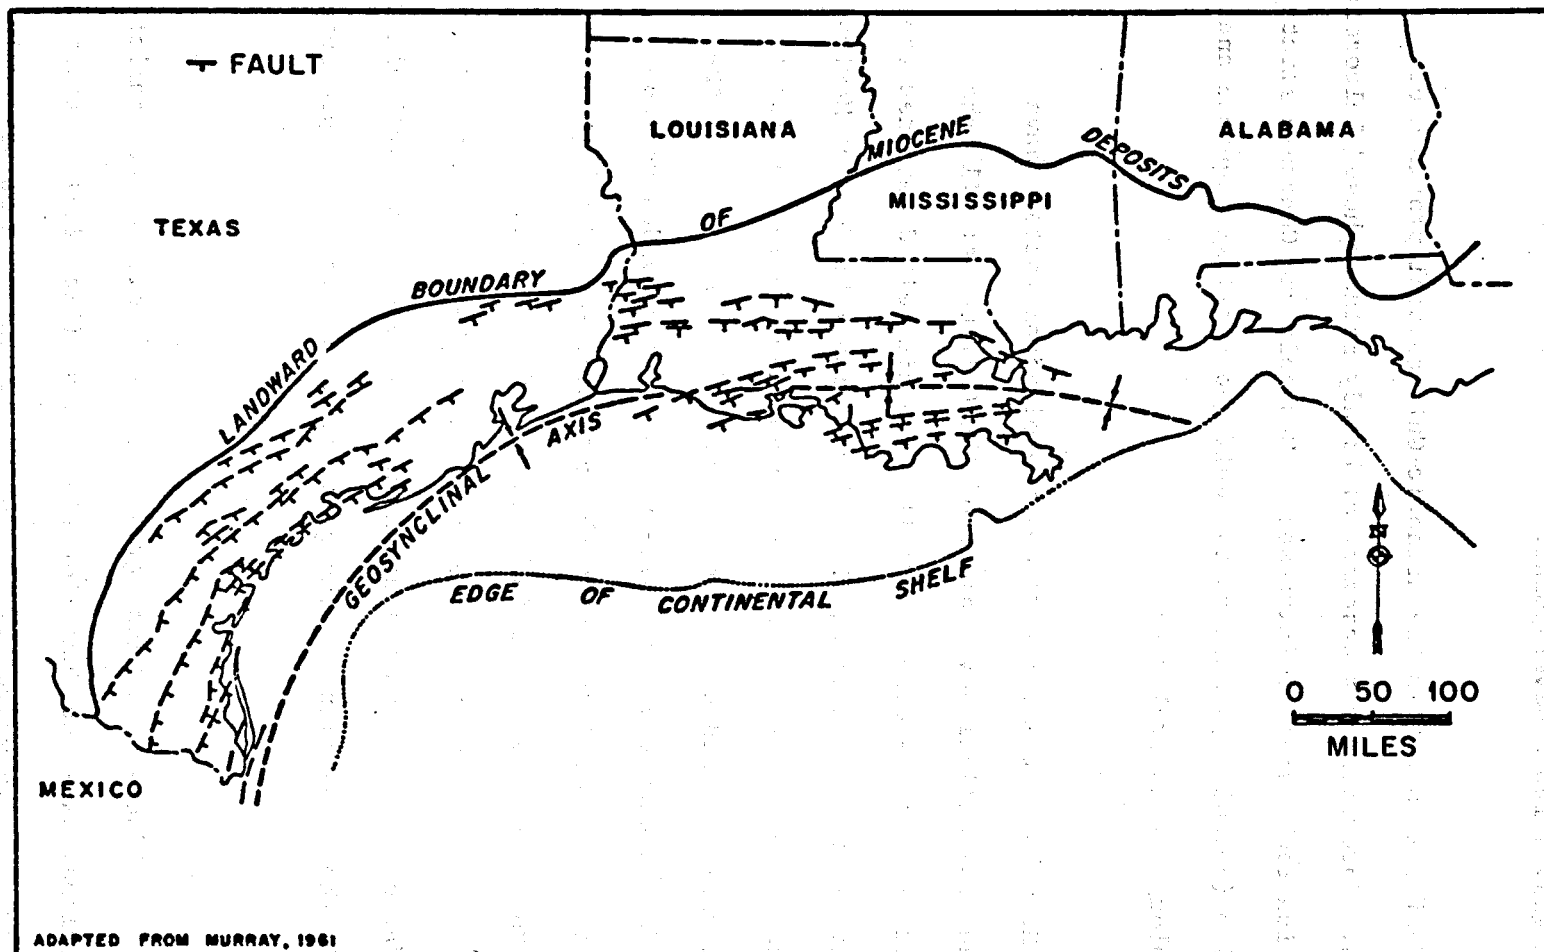 FAULT
LOUISIANA
ALABAMA
TEXAS
MISSISSIPPI
LANDWARD BOUNDARY OF MIOCENE DEPOSITS
GEOSYNCLINAL AXIS
EDGE OF CONTINENTAL SHELF
N
0 50 100
MILES
MEXICO
ADAPTED FROM MURRAY, 1961